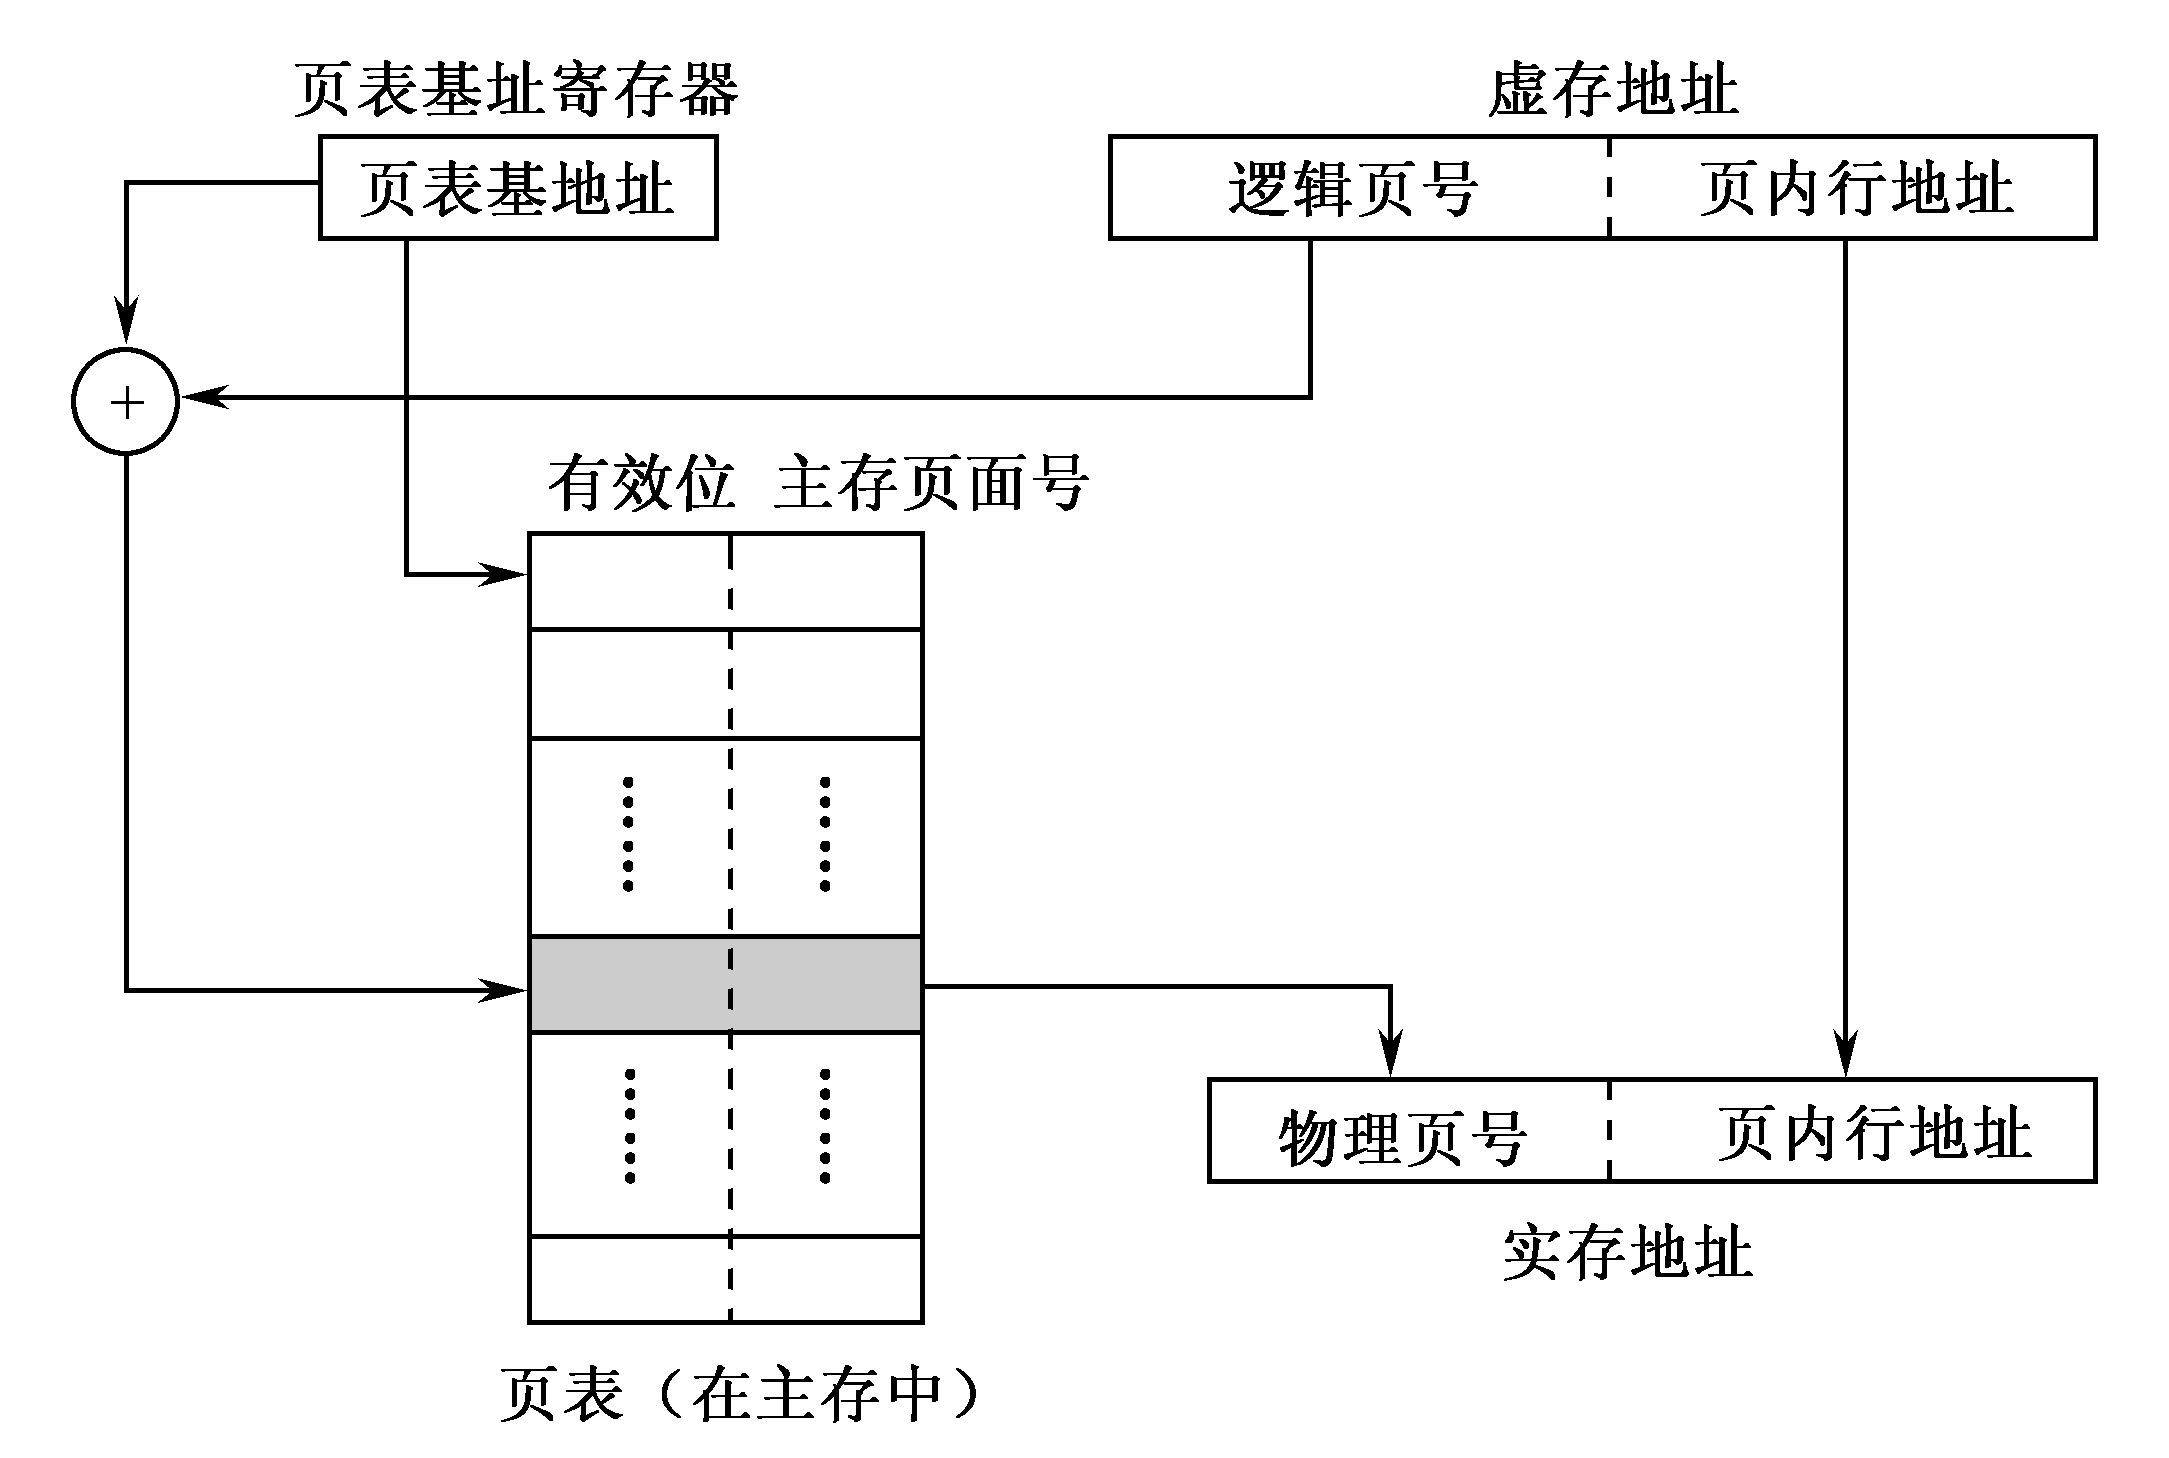 页表基址寄存器
虚存地址
页表基地址
逻辑页号 页内行地址
+
有效位 主存页面号
物理页号 页内行地址
实存地址
页表（在主存中）